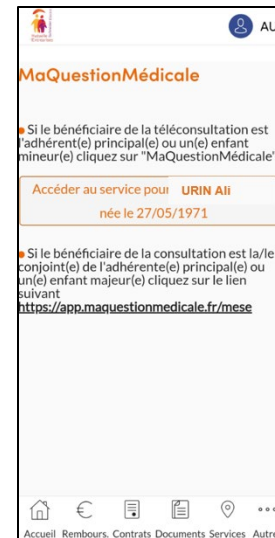 AU
MaQuestionMédicale
Si le bénéficiaire de la téléconsultation est
l'adhérent(e) principal(e) ou un(e) enfant
mineur(e) cliquez sur "MaQuestionMédicale"
Accéder au service pour URIN Ali
née le 27/05/1971
Si le bénéficiaire de la consultation est la/le
conjoint(e) de l'adhérente(e) principal(e) ou
un(e) enfant majeur(e) cliquez sur le lien
suivant
https://app.maquestionmedicale.fr/mese
Accueil Rembours. Contrats Documents Services Autre